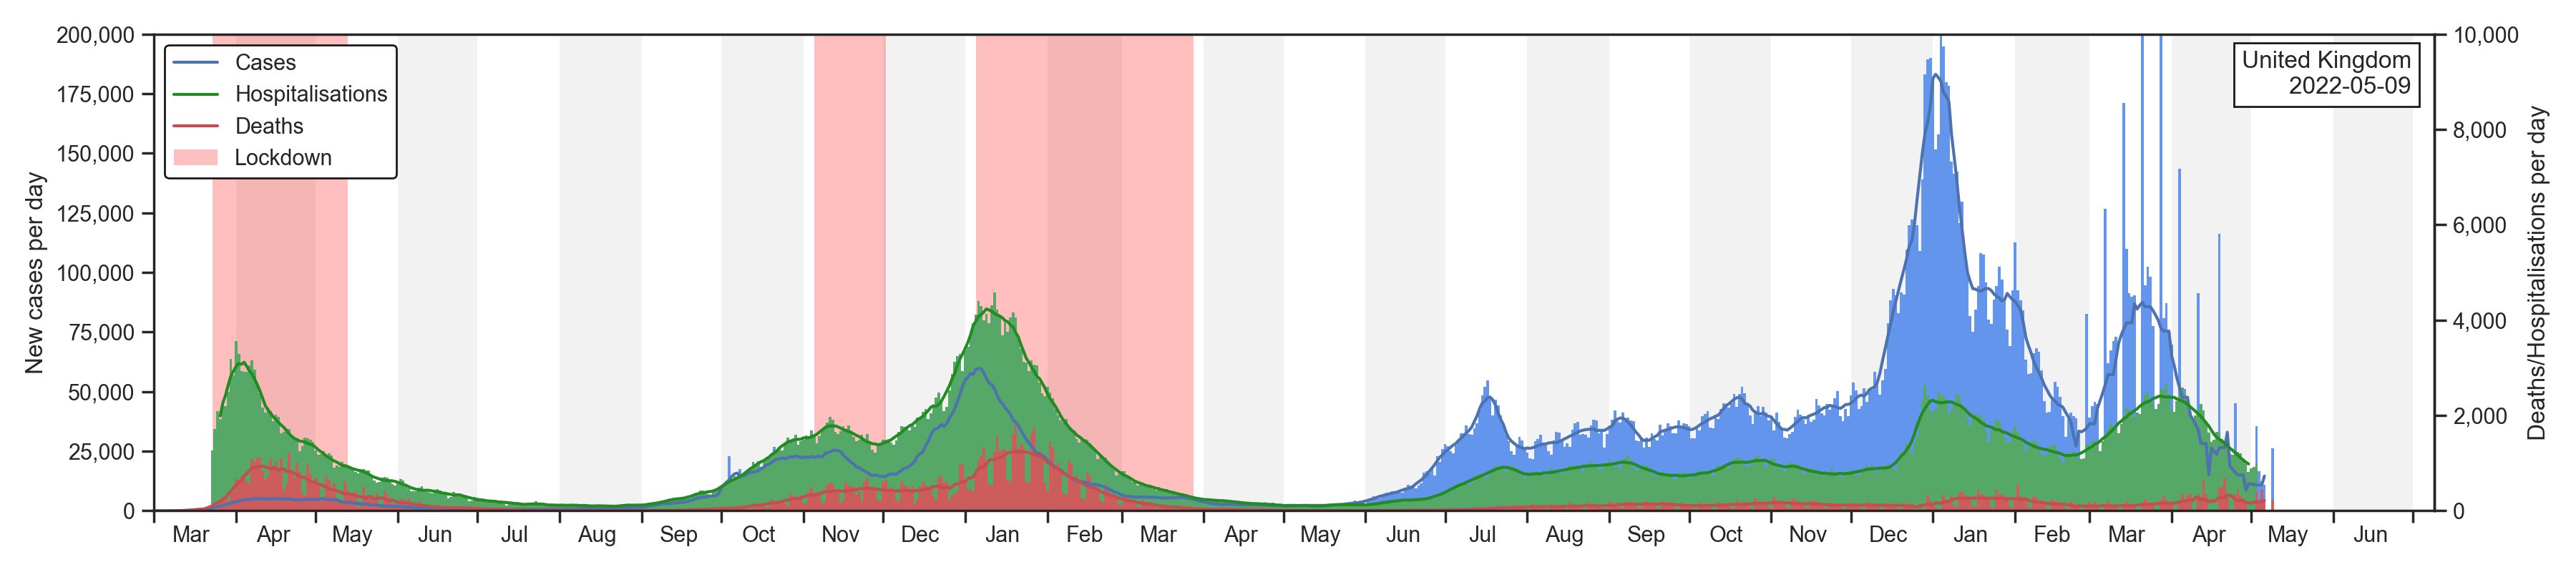 200,000
175,000
150,000
125,000
100,000
75,000
50,000
25,000
0
New cases per day
Cases
Hospitalisations
Deaths
Lockdown
United Kingdom
2022-05-09
10,000
8,000
6,000
4,000
2,000
0
Deaths/Hospitalisations per day
Mar Apr May Jun Jul Aug Sep Oct Nov Dec Jan Feb Mar Apr May Jun Jul Aug Sep Oct Nov Dec Jan Feb Mar Apr May Jun